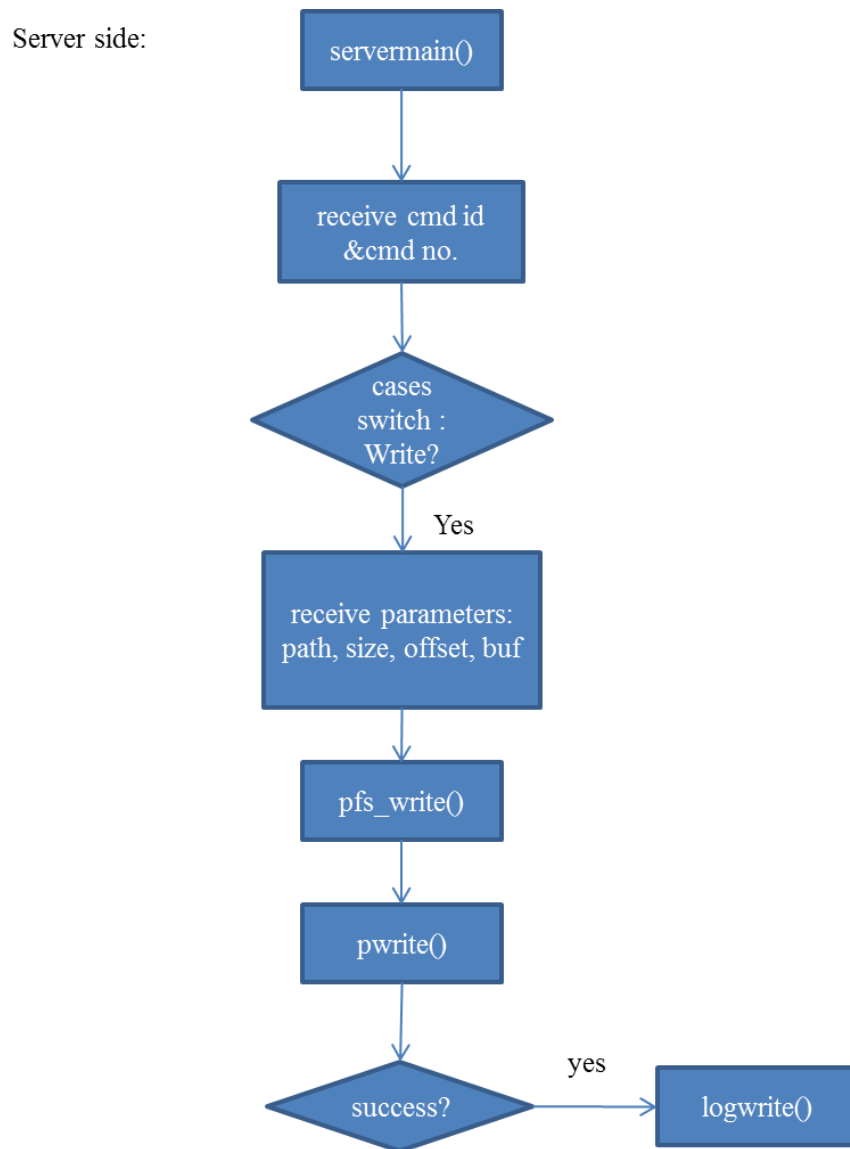 Server side:
servermain()
receive cmd id
&cmd no.
cases
switch :
Write?
Yes
receive parameters:
path, size, offset, buf
pfs_write()
pwrite()
success?
yes
logwrite()